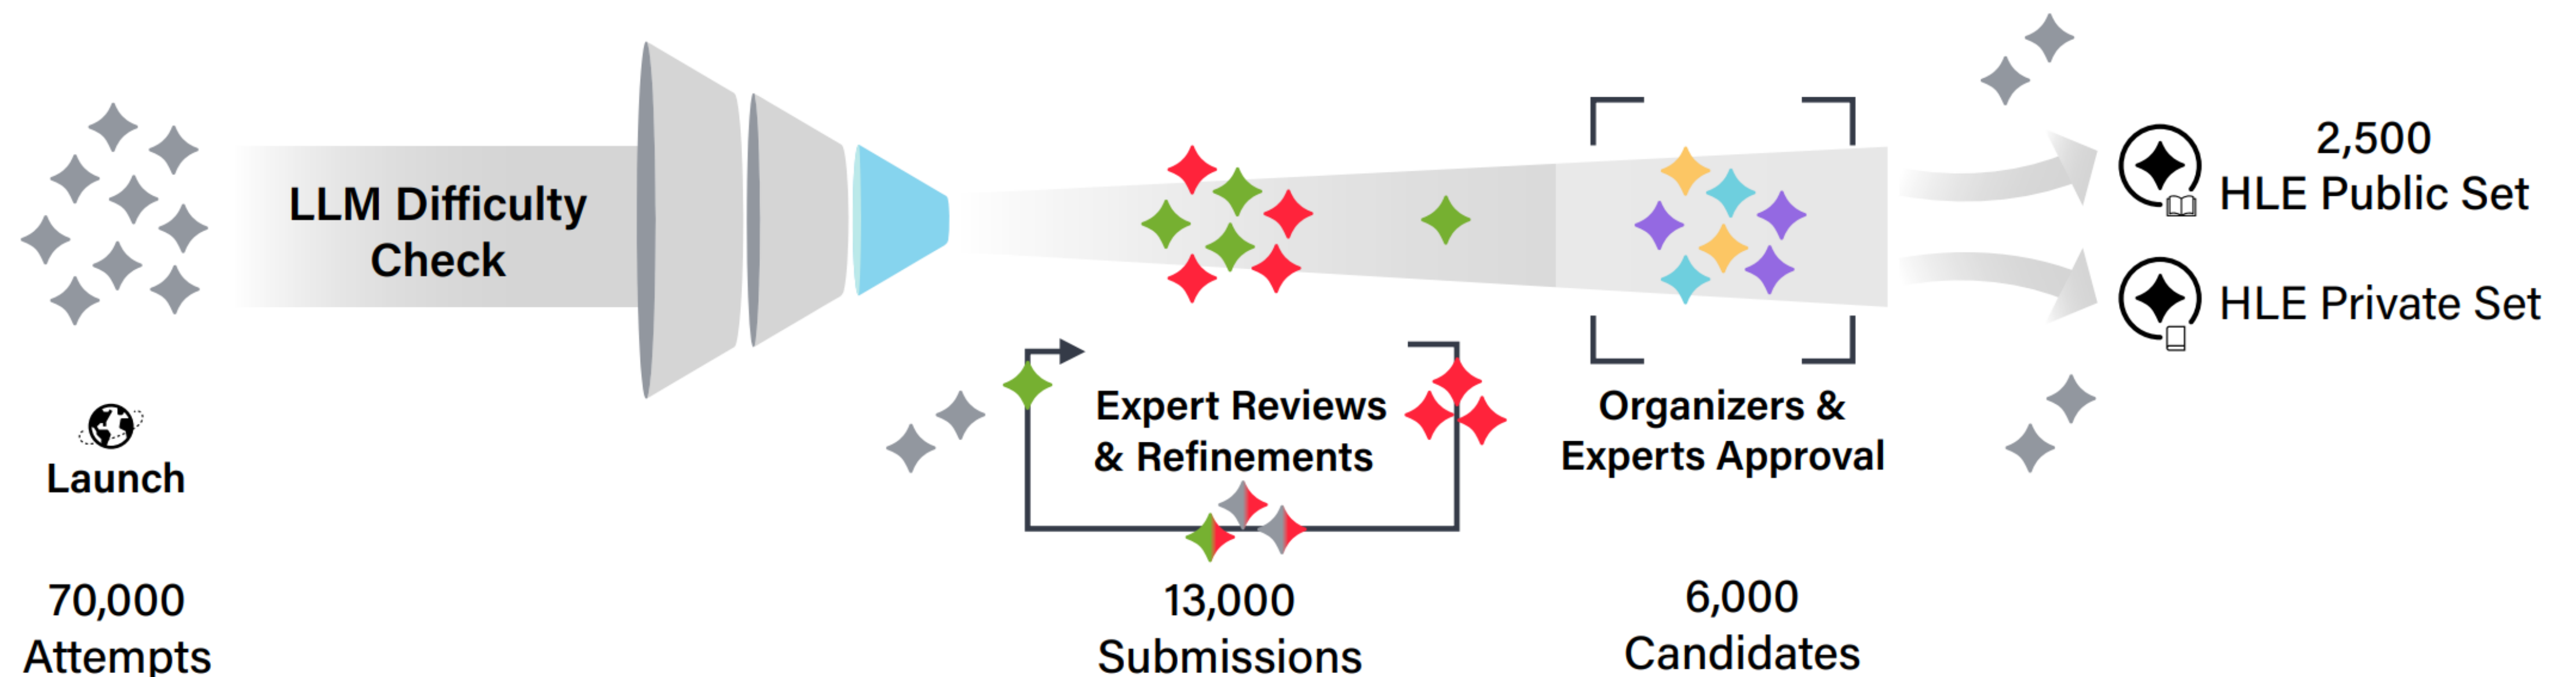 LLM Difficulty
Check
Launch
70,000
Attempts
Expert Reviews
& Refinements
13,000
Submissions
Organizers &
Experts Approval
6,000
Candidates
2,500
HLE Public Set
HLE Private Set